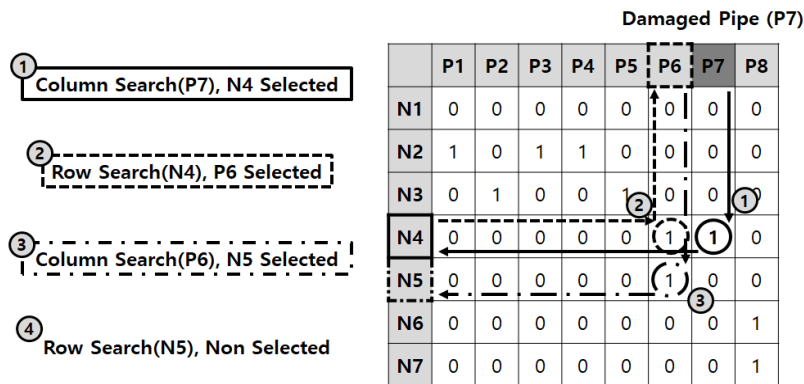 Damaged Pipe (P7)
1
Column Search(P7), N4 Selected
2
Row Search(N4), P6 Selected
3
Column Search(P6), N5 Selected
4
Row Search(N5), Non Selected
P1 P2 P3 P4 P5 P6 P7 P8
N1 0 0 0 0 0 0 0 0
N2 1 0 1 1 0 0 0 0
N3 0 1 0 0 1 0 0 0
N4 0 0 0 0 0 1 1 0
N5 0 0 0 0 0 1 0 0
N6 0 0 0 0 0 0 0 1
N7 0 0 0 0 0 0 0 1
1
2
3